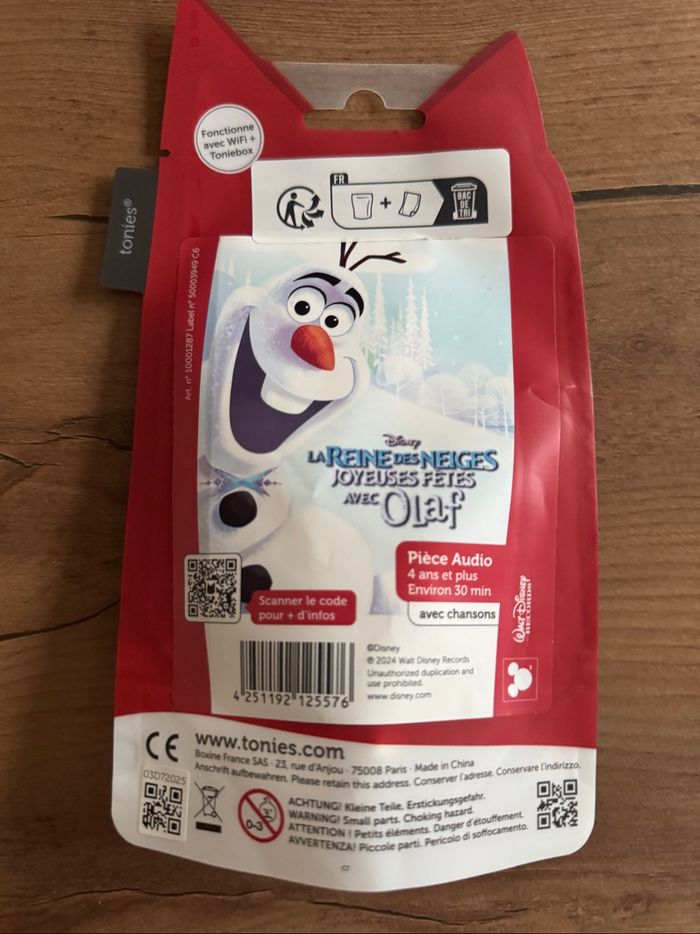 Fonctionne
avec WiFi +
Toniebox
tonies®
FR
+
BAC
DE
TRI
Art. n° 10001287 Label n° 50003949 C6
Disney
LA REINE DES NEIGES
JOYEUSES FÊTES
AVEC Olaf
Pièce Audio
4 ans et plus
Environ 30 min
avec chansons
Scanner le code
pour + d'infos
WALT DISNEY
RECORDS
4 251192 125576
©Disney
℗ 2024 Walt Disney Records
Unauthorized duplication and
use prohibited.
www.disney.com
CE
www.tonies.com
Boxine France SAS · 23, rue d'Anjou · 75008 Paris · Made in China
Anschrift aufbewahren. Please retain this address. Conserver l'adresse. Conservare l'indirizzo.
03D72025
0-3
ACHTUNG! Kleine Teile. Erstickungsgefahr.
WARNING! Small parts. Choking hazard.
ATTENTION ! Petits éléments. Danger d'étouffement.
AVVERTENZA! Piccole parti. Pericolo di soffocamento.
C7